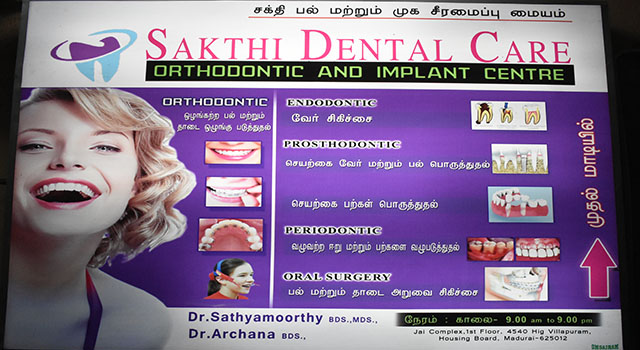 சக்தி பல் மற்றும் முக சீரமைப்பு மையம்
SAKTHI DENTAL CARE
ORTHODONTIC AND IMPLANT CENTRE
ORTHODONTIC
ஒழுங்கற்ற பல் மற்றும்
தாடை ஒழுங்கு படுத்துதல்
ENDODONTIC
வேர் சிகிச்சை
PROSTHODONTIC
செயற்கை வேர் மற்றும் பல் பொருத்துதல்
செயற்கை பற்கள் பொருத்துதல்
PERIODONTIC
வழுவற்ற ஈறு மற்றும் பற்களை வழுபடுத்துதல்
ORAL SURGERY
பல் மற்றும் தாடை அறுவை சிகிச்சை
முதல் மாடியில்
Dr.Sathyamoorthy BDS.,MDS.,
Dr.Archana BDS.,
நேரம் : காலை- 9.00 am to 9.00 pm
Jai Complex,1st Floor, 4540 Hig Villapuram,
Housing Board, Madurai-625012